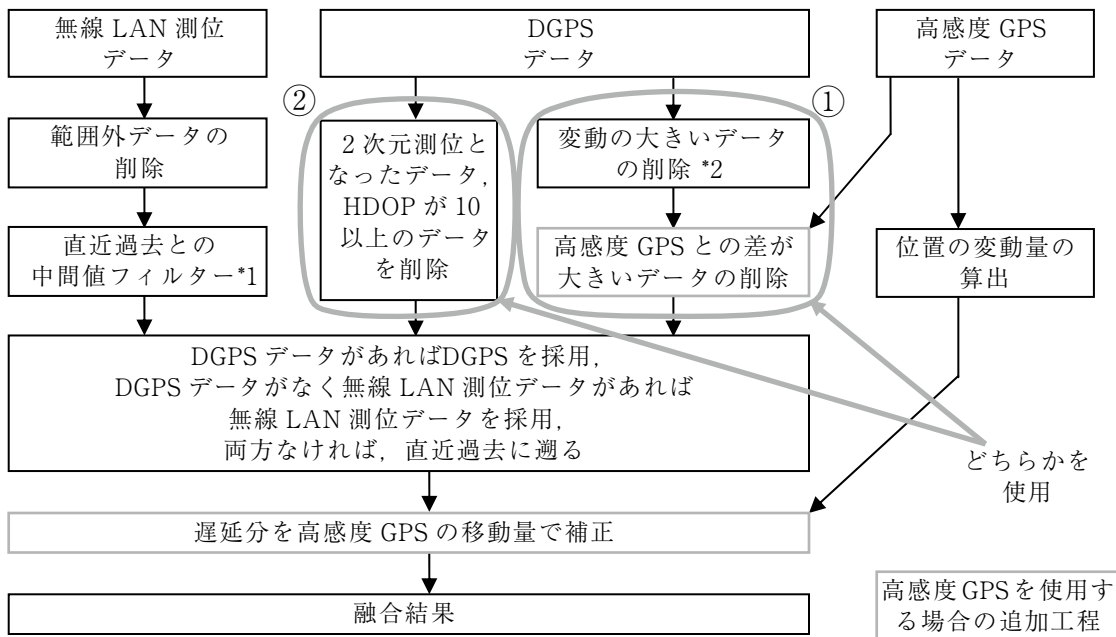 無線 LAN 測位
データ
DGPS
データ
高感度 GPS
データ
②
①
範囲外データの
削除
2 次元測位と
なったデータ,
HDOP が 10
以上のデータ
を削除
変動の大きいデータ
の削除 *2
直近過去との
中間値フィルター*1
高感度 GPS との差が
大きいデータの削除
位置の変動量の
算出
DGPS データがあればDGPS を採用,
DGPS データがなく無線 LAN 測位データがあれば
無線 LAN 測位データを採用,
両方なければ, 直近過去に遡る
どちらかを
使用
遅延分を高感度 GPS の移動量で補正
融合結果
高感度GPSを使用す
る場合の追加工程